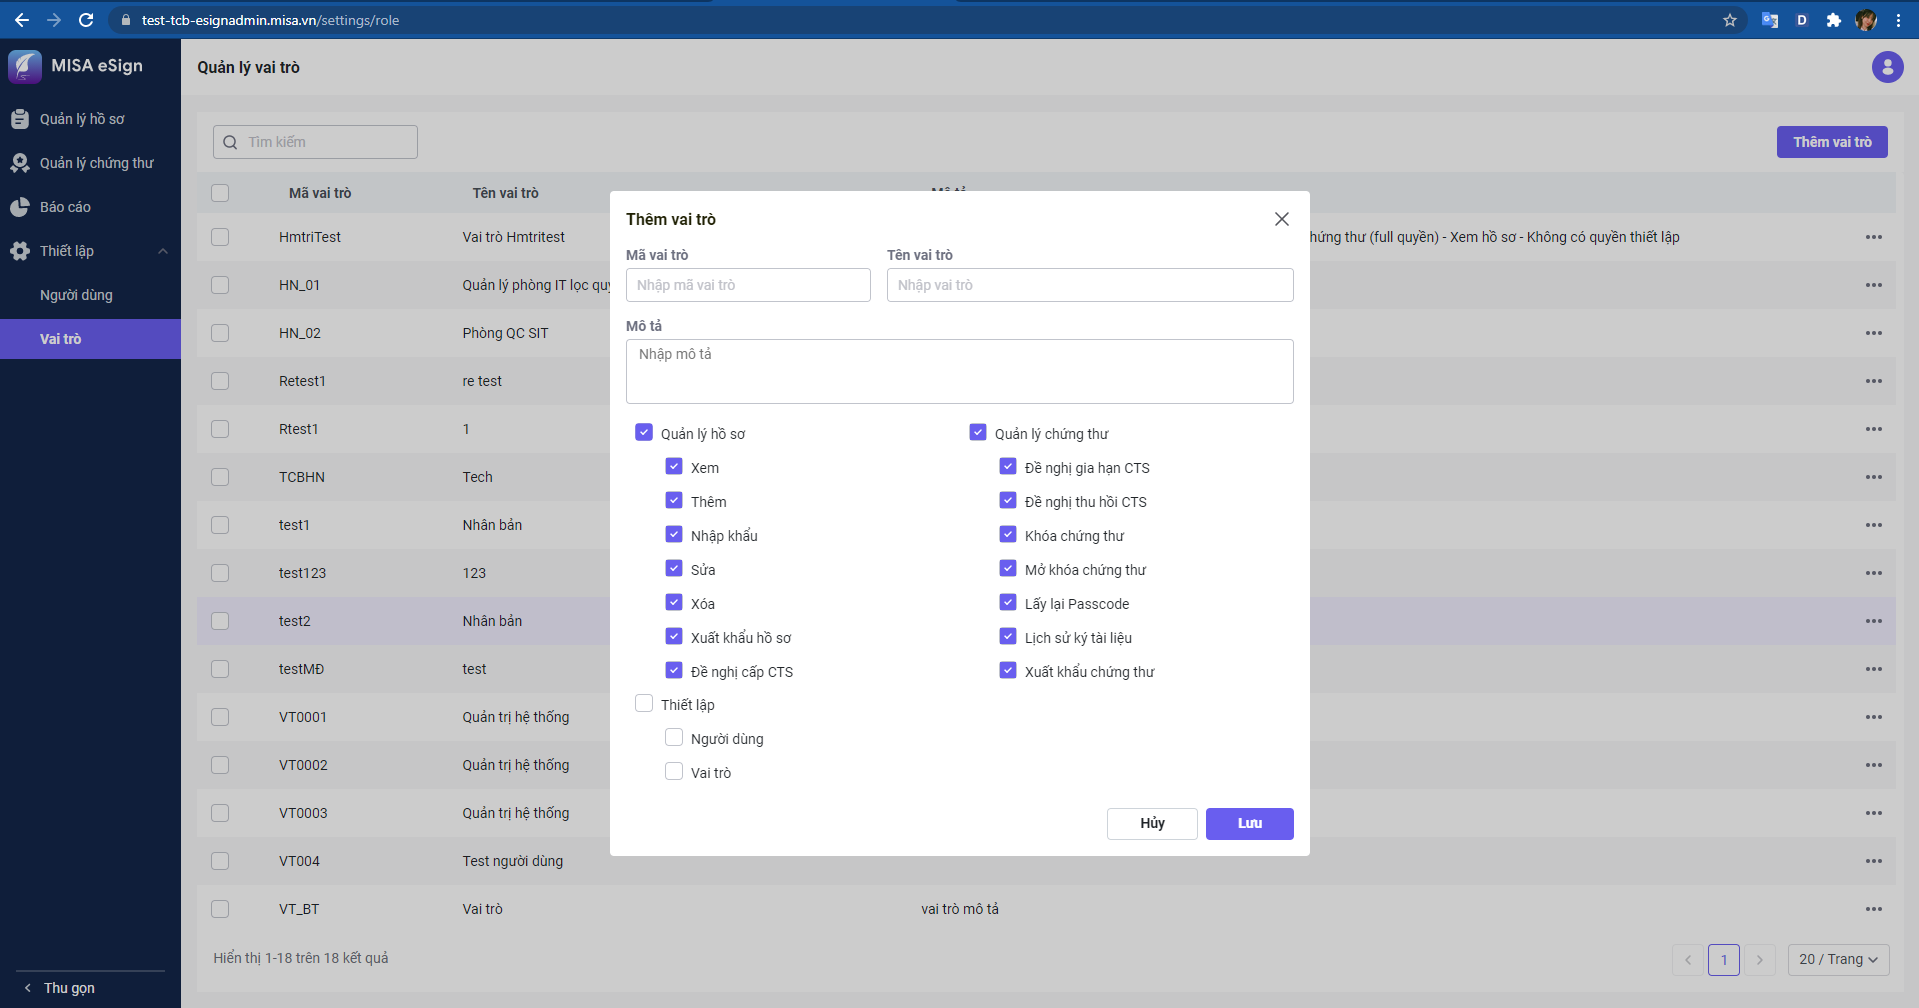 test-tcb-esignadmin.misa.vn/settings/role
MISA eSign
Quản lý vai trò
Quản lý hồ sơ
Quản lý chứng thư
Báo cáo
Thiết lập
Người dùng
Vai trò
Thu gọn
Tìm kiếm
Thêm vai trò
Mã vai trò Tên vai trò
HmtriTest Vai trò Hmtritest hứng thư (full quyền) - Xem hồ sơ - Không có quyền thiết lập
HN_01 Quản lý phòng IT lọc
HN_02 Phòng QC SIT
Retest1 re test
Rtest1 1
TCBHN Tech
test1 Nhân bản
test123 123
test2 Nhân bản
testMĐ test
VT0001 Quản trị hệ thống
VT0002 Quản trị hệ thống
VT0003 Quản trị hệ thống
VT004 Test người dùng
VT_BT Vai trò vai trò mô tả
Hiển thị 1-18 trên 18 kết quả
1
20 / Trang
Thêm vai trò
Mã vai trò Tên vai trò
Nhập mã vai trò Nhập vai trò
Mô tả
Nhập mô tả
Quản lý hồ sơ
Xem
Thêm
Nhập khẩu
Sửa
Xóa
Xuất khẩu hồ sơ
Đề nghị cấp CTS
Thiết lập
Người dùng
Vai trò
Quản lý chứng thư
Đề nghị gia hạn CTS
Đề nghị thu hồi CTS
Khóa chứng thư
Mở khóa chứng thư
Lấy lại Passcode
Lịch sử ký tài liệu
Xuất khẩu chứng thư
Hủy
Lưu